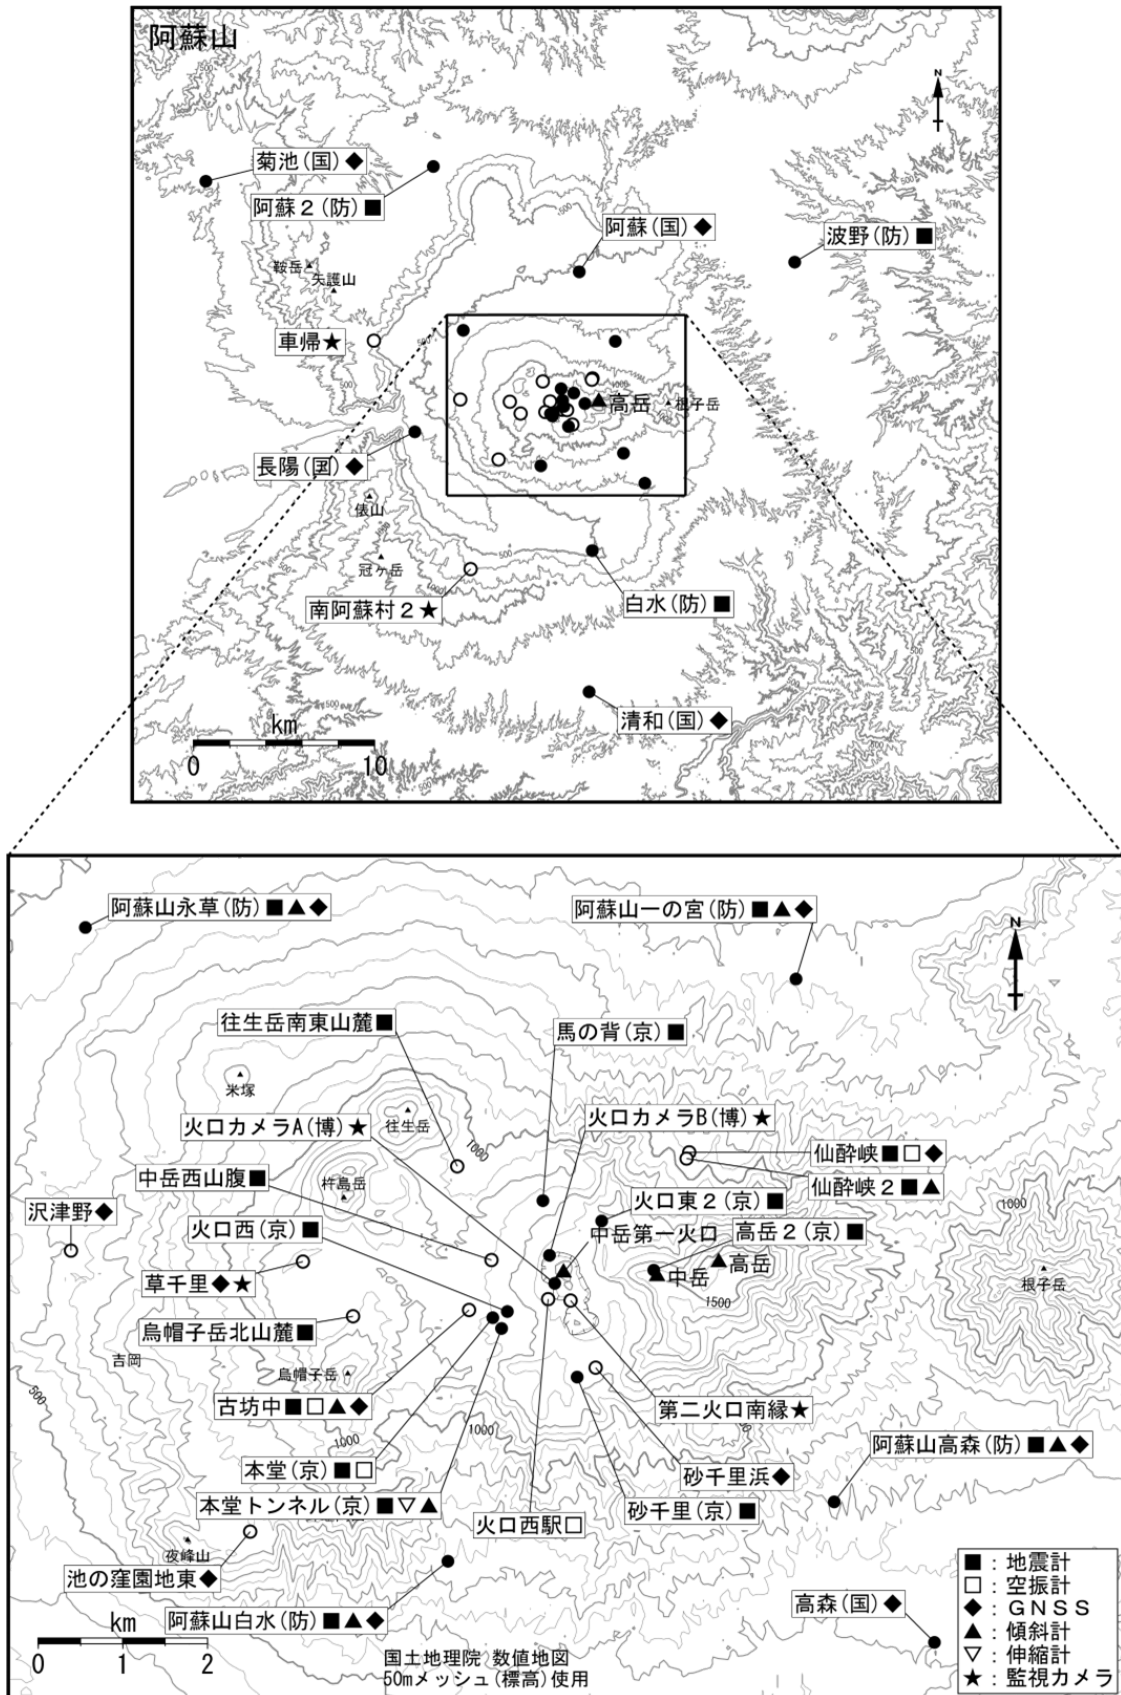 阿蘇山
N
菊池(国)◆
阿蘇2(防)■
阿蘇(国)◆
波野(防)■
鞍岳
矢護山
車帰★
高岳
根子岳
長陽(国)◆
俵山
冠ヶ岳
南阿蘇村2★
白水(防)■
清和(国)◆
km
0 10
阿蘇山永草(防)■▲◆
阿蘇山一の宮(防)■▲◆
N
往生岳南東山麓■
馬の背(京)■
米塚
往生岳
火口カメラA(博)★
火口カメラB(博)★
1000
仙酔峡■□◆
中岳西山腹■
杵島岳
仙酔峡2■▲
1000
沢津野◆
火口西(京)■
火口東2(京)■
中岳第一火口
高岳2(京)■
草千里◆★
中岳
高岳
根子岳
1500
烏帽子岳北山麓■
吉岡
烏帽子岳
500
古坊中■□▲◆
第二火口南縁★
1000
1000
阿蘇山高森(防)■▲◆
本堂(京)■□
砂千里浜◆
本堂トンネル(京)■▽▲
火口西駅□
砂千里(京)■
夜峰山
池の窪園地東◆
阿蘇山白水(防)■▲◆
高森(国)◆
km
0 1 2
国土地理院 数値地図
50mメッシュ(標高)使用
■：地震計
□：空振計
◆：GNSS
▲：傾斜計
▽：伸縮計
★：監視カメラ